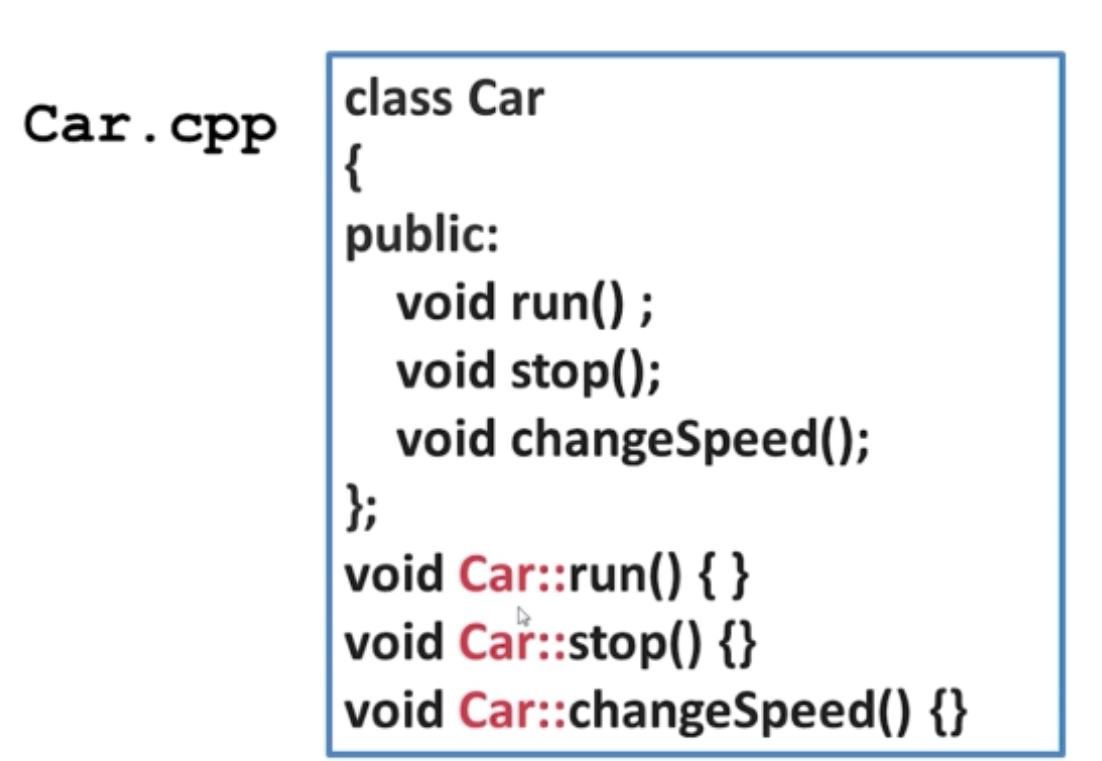 Car.cpp
class Car
{
public:
void run() ;
void stop();
void changeSpeed();
};
void Car::run() { }
void Car::stop() {}
void Car::changeSpeed() {}